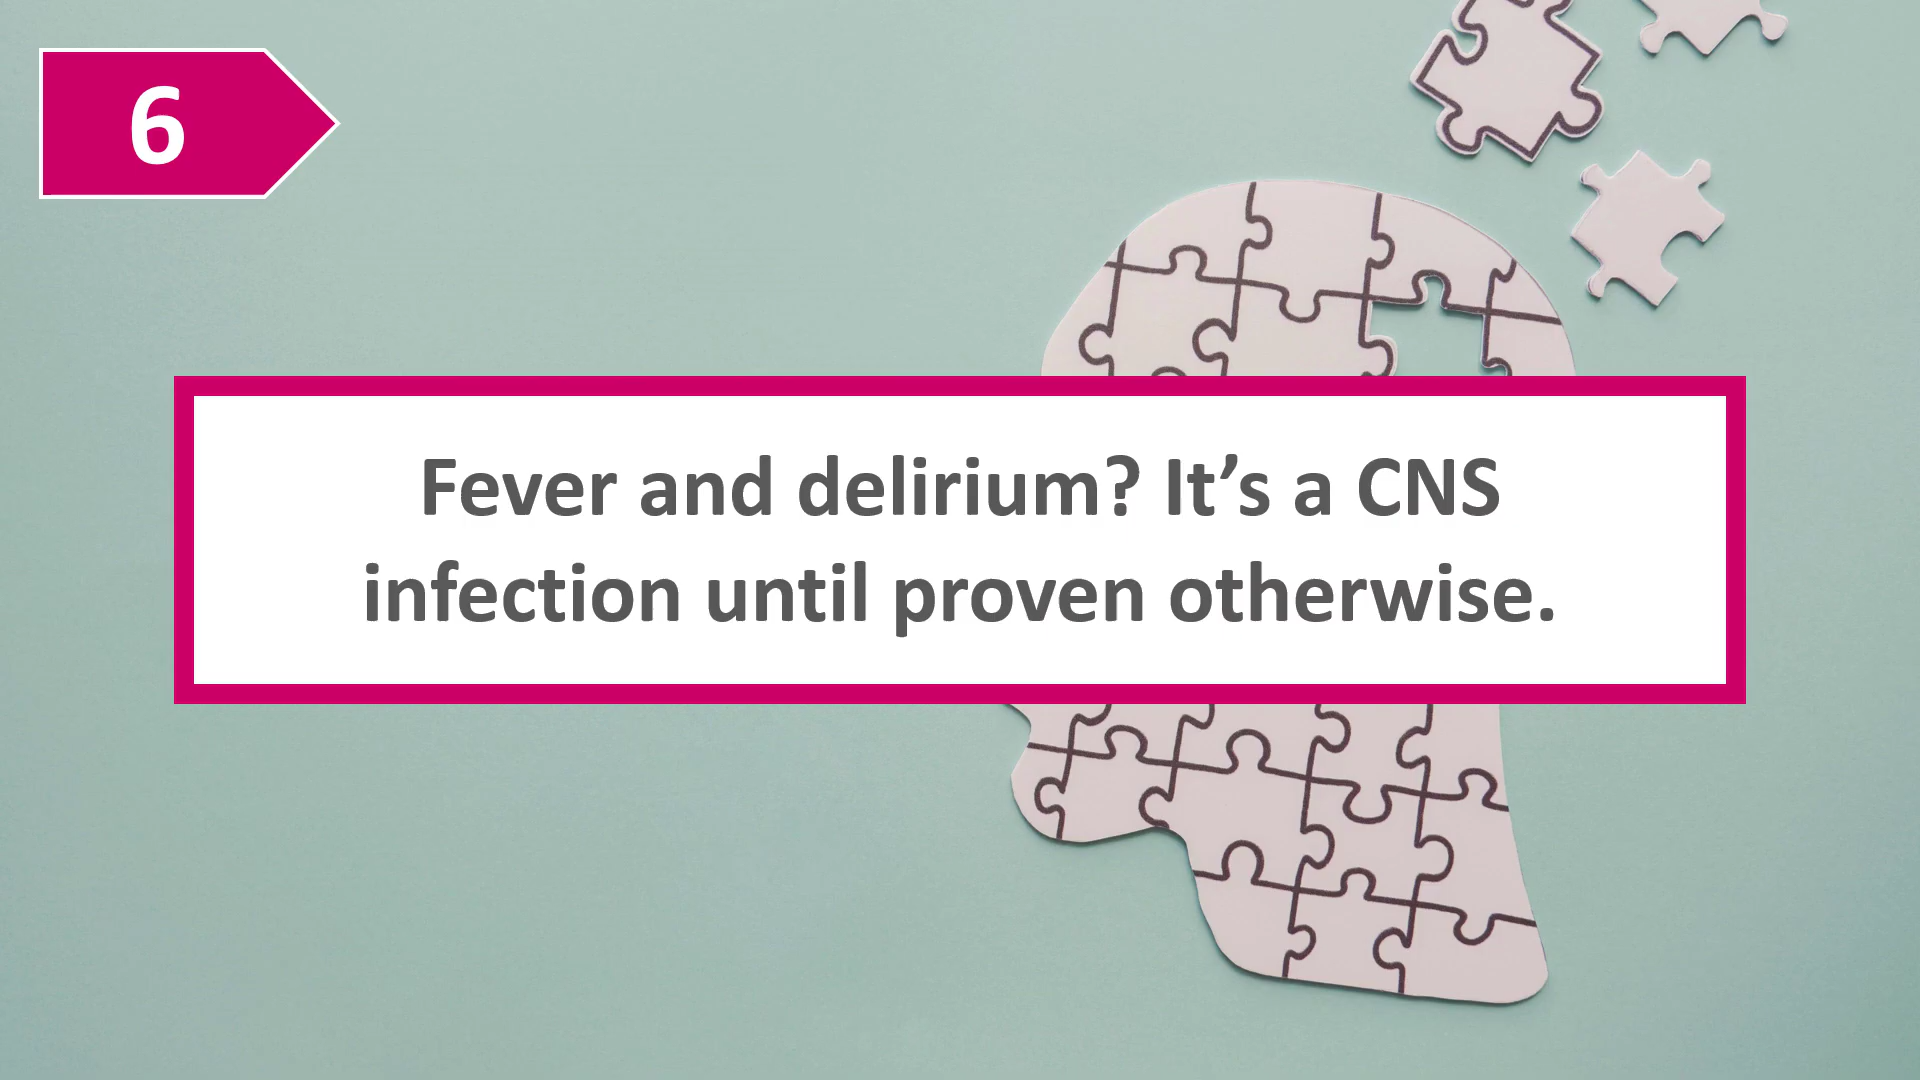 6
Fever and delirium? It’s a CNS
infection until proven otherwise.